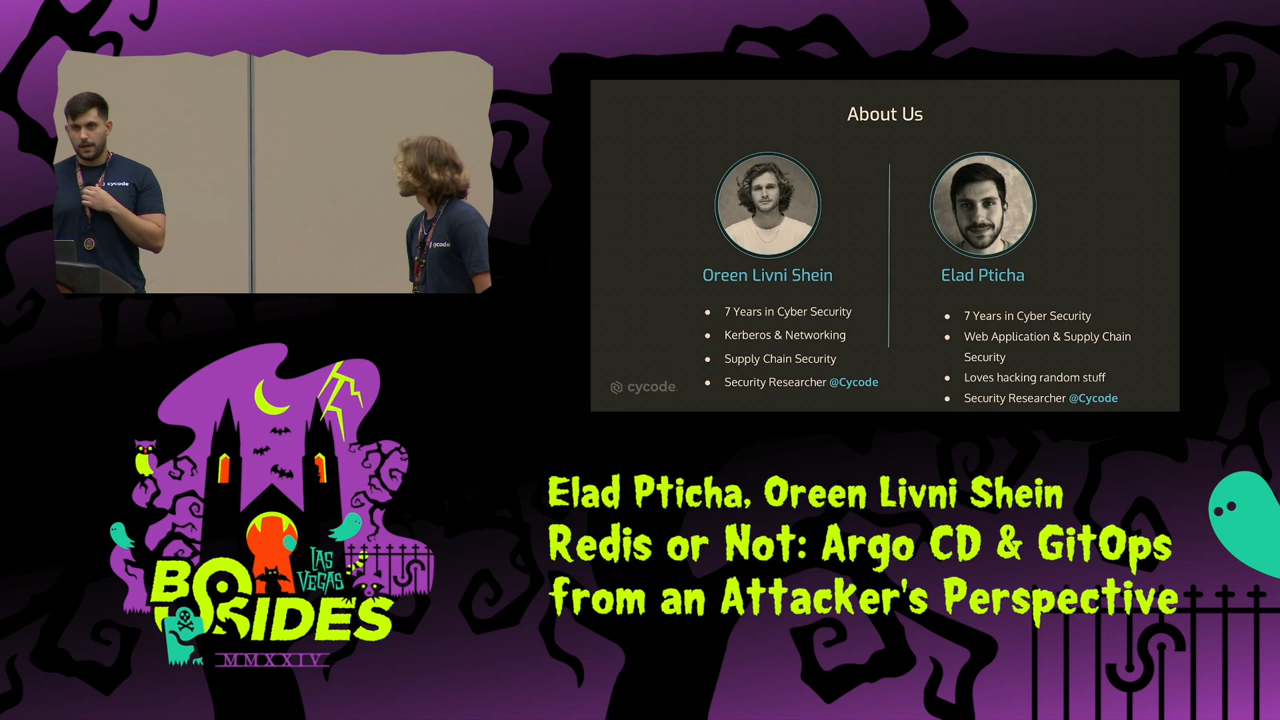 About Us
Oreen Livni Shein
7 Years in Cyber Security
Kerberos & Networking
Supply Chain Security
Security Researcher @Cycode
Elad Pticha
7 Years in Cyber Security
Web Application & Supply Chain
Security
Loves hacking random stuff
Security Researcher @Cycode
cycode
cycode
cycode
LAS
VEGAS
BSIDES
MMXXIV
Elad Pticha, Oreen Livni Shein
Redis or Not: Argo CD & GitOps
from an Attacker's Perspective